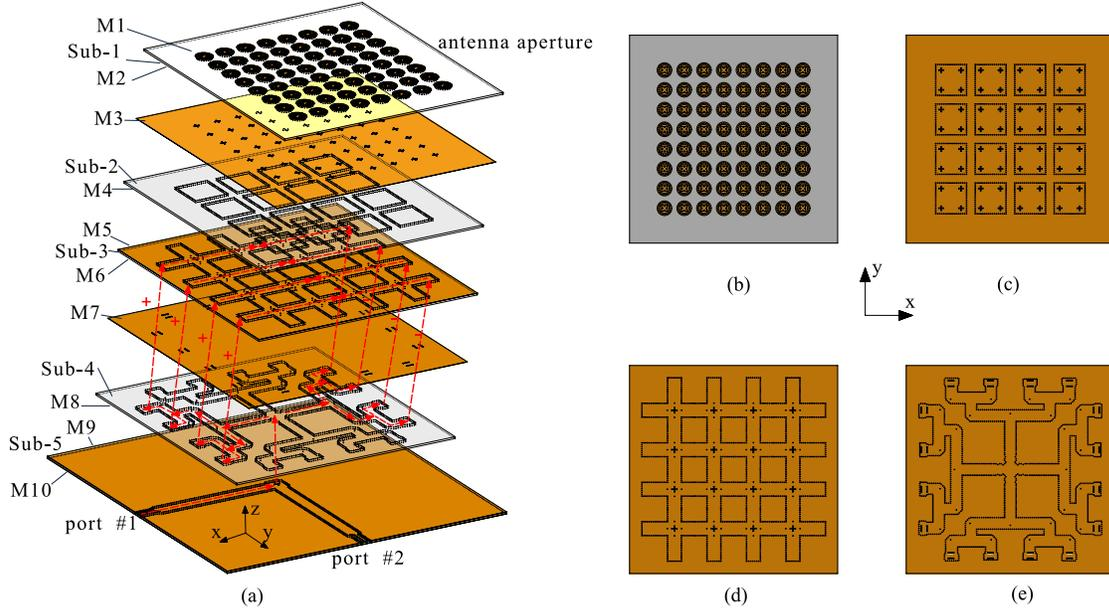 M1
Sub-1
M2
antenna aperture
M3
Sub-2
M4
M5
Sub-3
M6
M7
Sub-4
M8
M9
Sub-5
M10
port #1
port #2
z
x
y
+
+
+
+
(a)
(b)
(c)
y
x
(d)
(e)